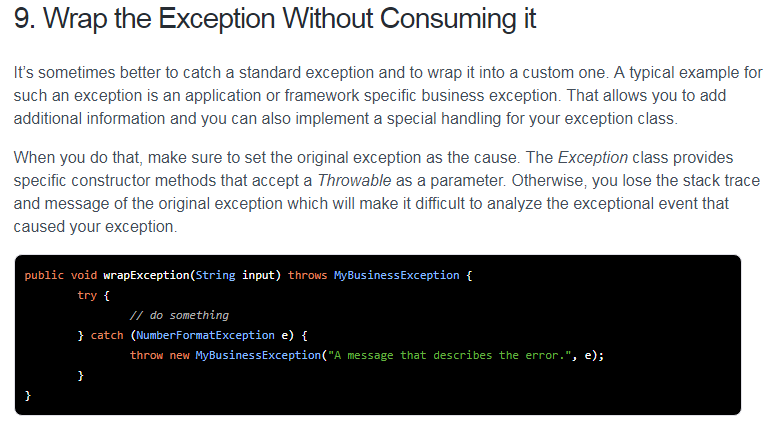 9. Wrap the Exception Without Consuming it
It’s sometimes better to catch a standard exception and to wrap it into a custom one. A typical example for
such an exception is an application or framework specific business exception. That allows you to add
additional information and you can also implement a special handling for your exception class.
When you do that, make sure to set the original exception as the cause. The Exception class provides
specific constructor methods that accept a Throwable as a parameter. Otherwise, you lose the stack trace
and message of the original exception which will make it difficult to analyze the exceptional event that
caused your exception.
public void wrapException(String input) throws MyBusinessException {
try {
// do something
} catch (NumberFormatException e) {
throw new MyBusinessException("A message that describes the error.", e);
}
}